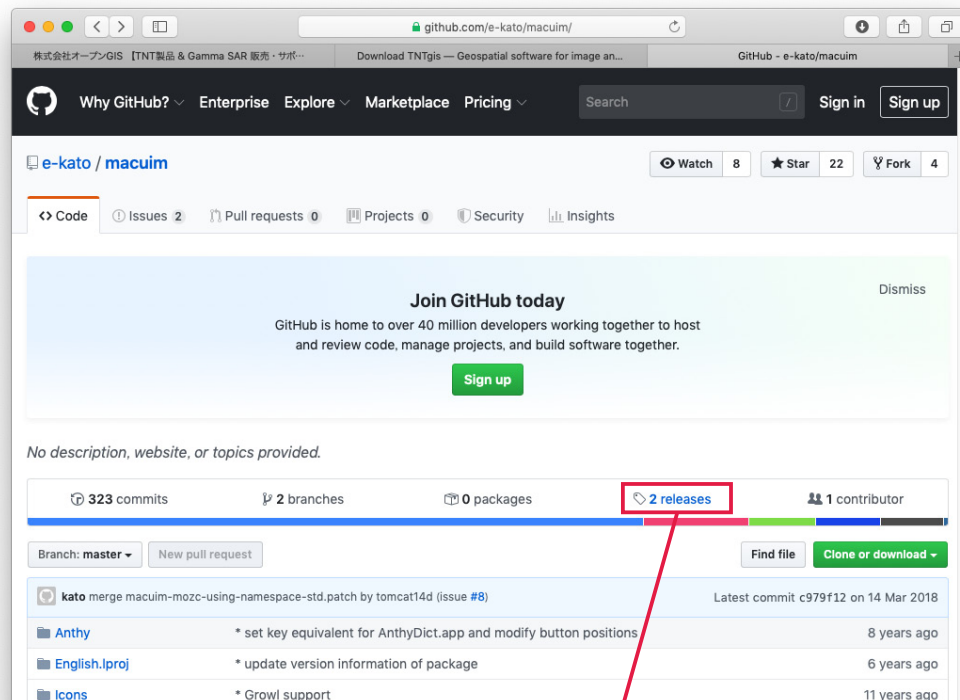 github.com/e-kato/macuim/
株式会社オープンGIS 【TNT製品 & Gamma SAR 販売・サポ…
Download TNTgis — Geospatial software for image an…
GitHub - e-kato/macuim
Why GitHub? Enterprise Explore Marketplace Pricing
Search /
Sign in Sign up
e-kato / macuim
Watch 8 Star 22 Fork 4
<> Code Issues 2 Pull requests 0 Projects 0 Security Insights
Dismiss
Join GitHub today
GitHub is home to over 40 million developers working together to host
and review code, manage projects, and build software together.
Sign up
No description, website, or topics provided.
323 commits 2 branches 0 packages 2 releases 1 contributor
Branch: master New pull request Find file Clone or download
kato merge macuim-mozc-using-namespace-std.patch by tomcat14d (issue #8) Latest commit c979f12 on 14 Mar 2018
Anthy * set key equivalent for AnthyDict.app and modify button positions 8 years ago
English.lproj * update version information of package 6 years ago
Icons * Growl support 11 years ago